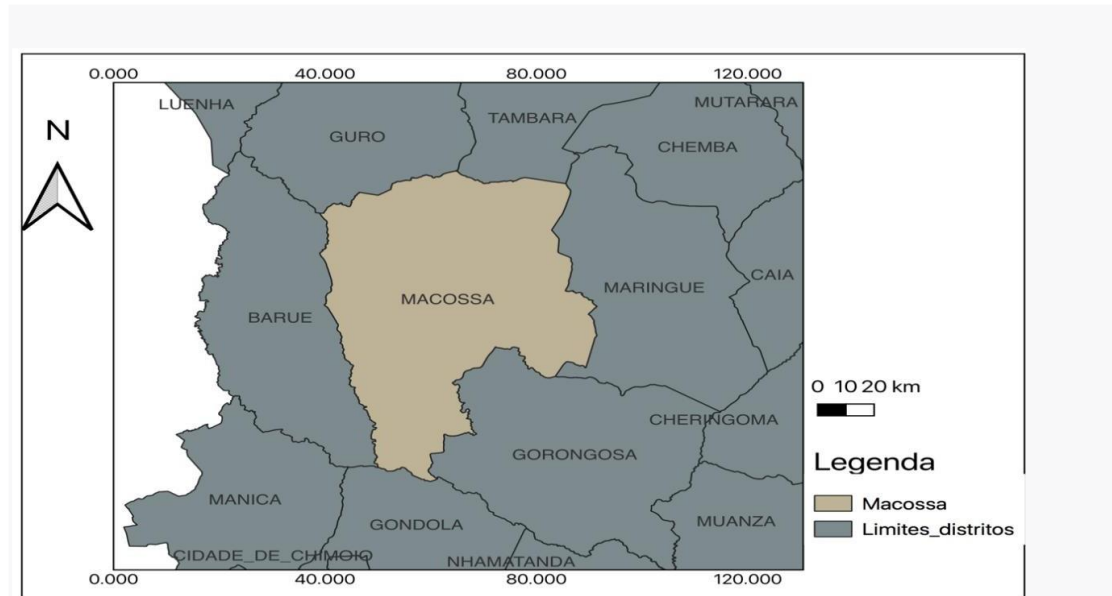 0.000 40.000 80.000 120.000
LUENHA
MUTARARA
N
TAMBARA
GURO
CHEMBA
CAIA
MARINGUE
MACOSSA
BARUE
0 10 20 km
CHERINGOMA
GORONGOSA
Legenda
MANICA
Macossa
MUANZA
GONDOLA
Limites_distritos
CIDADE_DE_CHIMOIO
NHAMATANDA
0.000 40.000 80.000 120.000